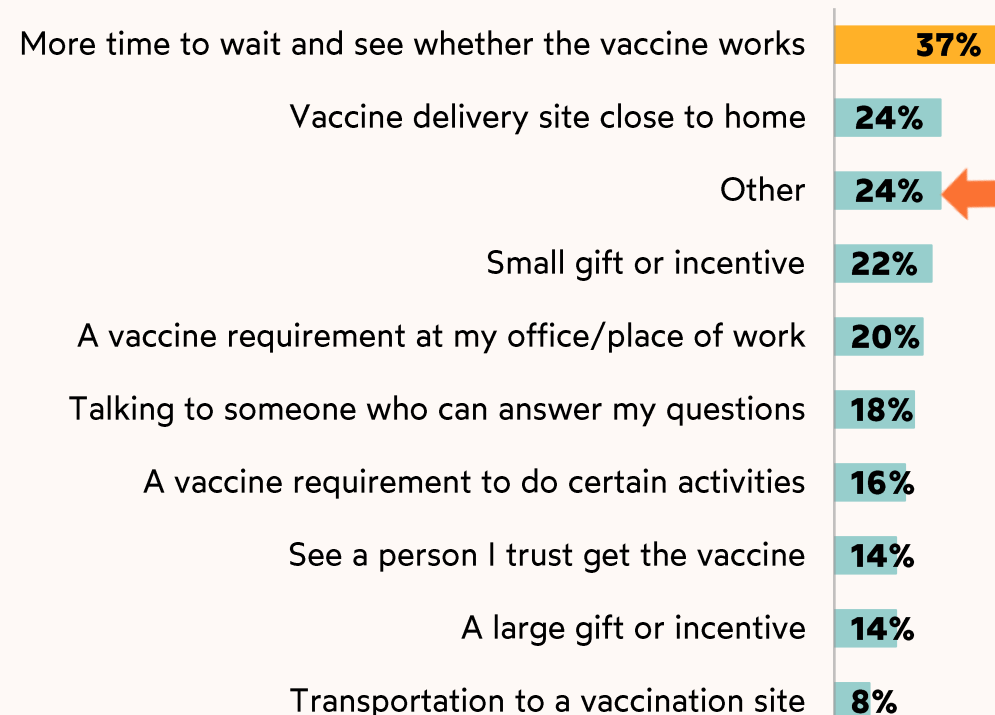 More time to wait and see whether the vaccine works 37%
Vaccine delivery site close to home 24%
Other 24%
Small gift or incentive 22%
A vaccine requirement at my office/place of work 20%
Talking to someone who can answer my questions 18%
A vaccine requirement to do certain activities 16%
See a person I trust get the vaccine 14%
A large gift or incentive 14%
Transportation to a vaccination site 8%